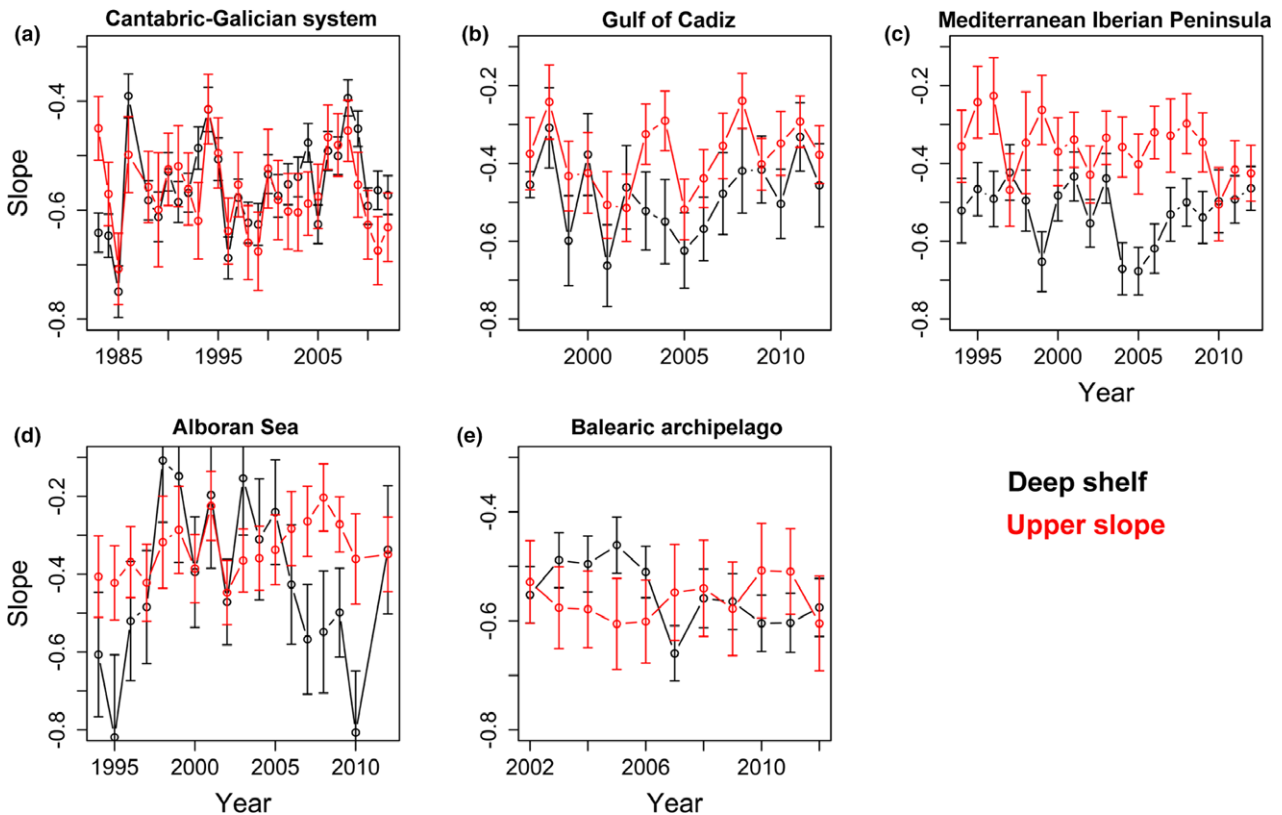 Cantabric-Galician system
Gulf of Cadiz
Mediterranean Iberian Peninsula
(a)
(b)
(c)
Slope
-0.4
-0.6
-0.8
1985
1995
2005
-0.2
-0.4
-0.6
-0.8
2000
2005
2010
-0.2
-0.4
-0.6
-0.8
1995
2000
2005
2010
Year
(d)
Alboran Sea
(e)
Balearic archipelago
Slope
-0.2
-0.4
-0.6
-0.8
1995
2000
2005
2010
Year
-0.4
-0.6
-0.8
2002
2006
2010
Year
Deep shelf
Upper slope